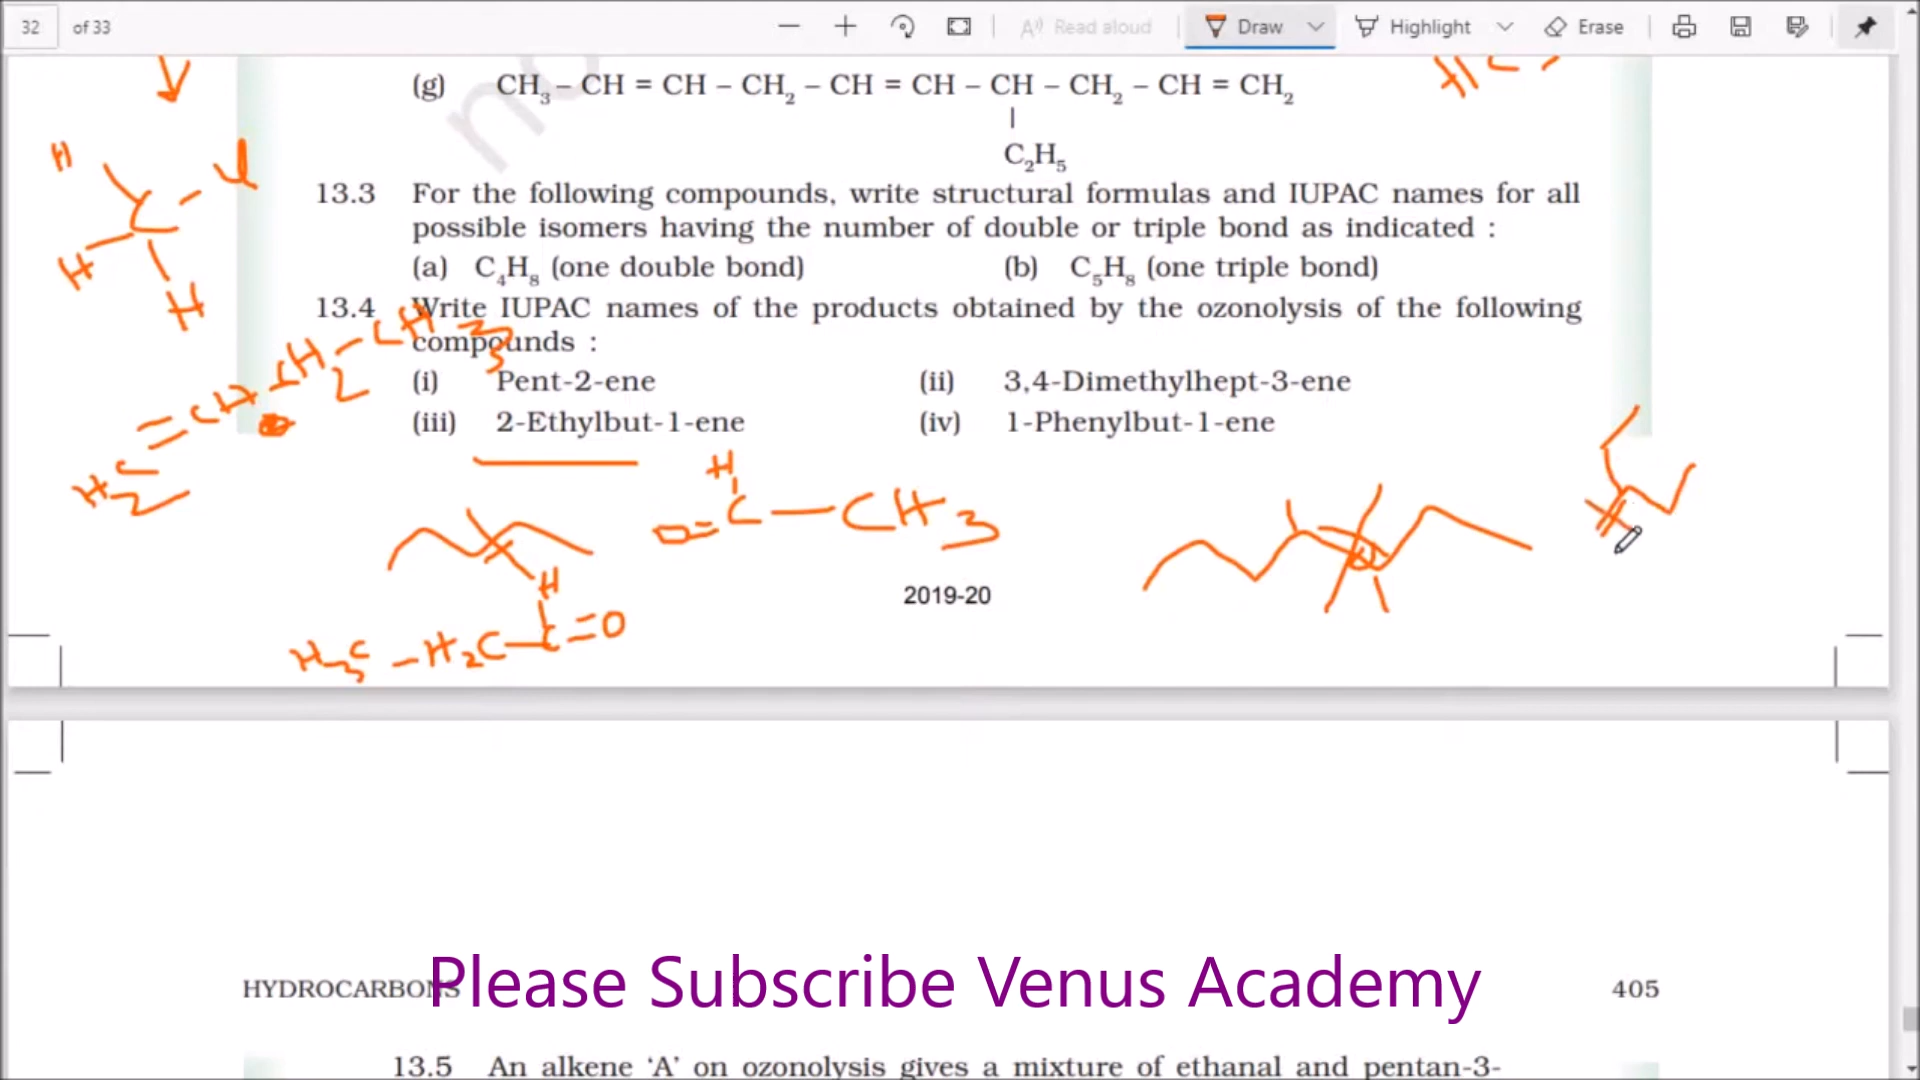 32 of 33 Read aloud Draw Highlight Erase
(g) CH₃ – CH = CH – CH₂ – CH = CH – CH – CH₂ – CH = CH₂
|
C₂H₅
13.3 For the following compounds, write structural formulas and IUPAC names for all
possible isomers having the number of double or triple bond as indicated :
(a) C₄H₈ (one double bond) (b) C₅H₈ (one triple bond)
13.4 Write IUPAC names of the products obtained by the ozonolysis of the following
compounds :
(i) Pent-2-ene (ii) 3,4-Dimethylhept-3-ene
(iii) 2-Ethylbut-1-ene (iv) 1-Phenylbut-1-ene
H
H
H
H₂C=CH-CH₂-CH₃
H
O=C—CH₃
H
H₃C-H₂C-C=O
2019-20
HYDROCARBONS 405
Please Subscribe Venus Academy
13.5 An alkene ‘A’ on ozonolysis gives a mixture of ethanal and pentan-3-